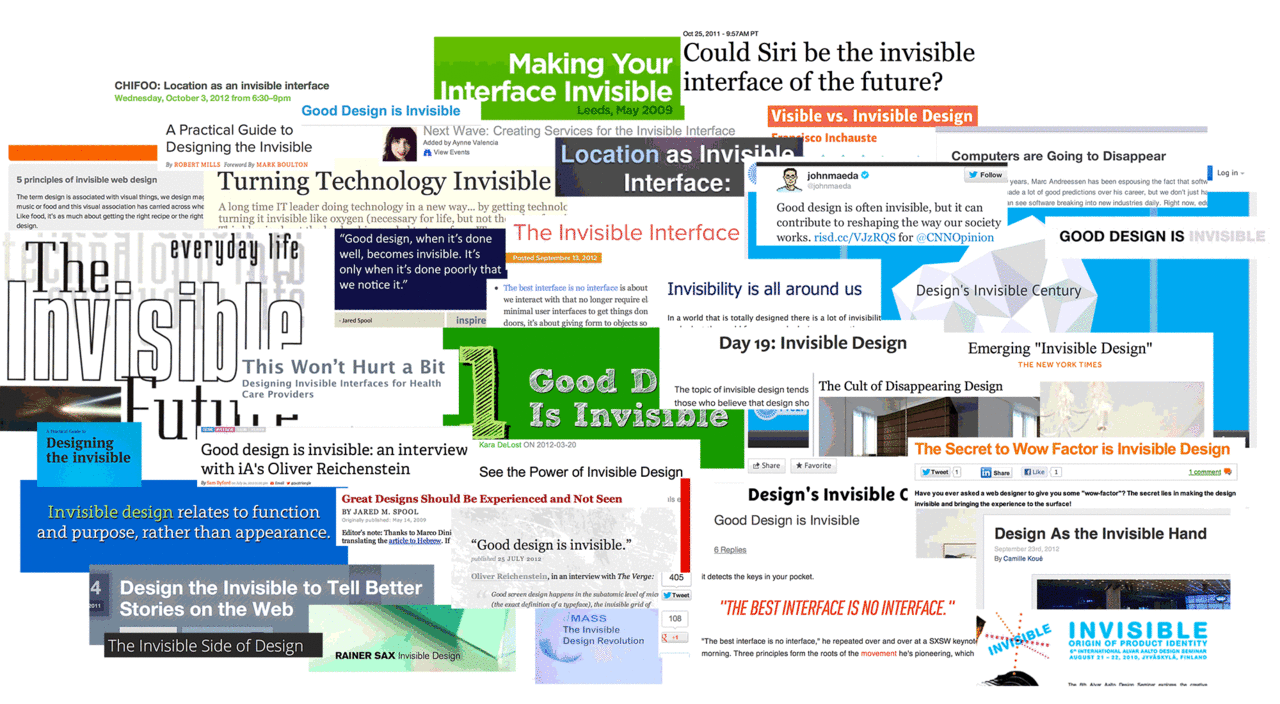 Oct 25, 2011 - 9:57AM PT
Could Siri be the invisible
interface of the future?
Making Your
Interface Invisible
Leeds, May 2009
CHIFOO: Location as an invisible interface
Wednesday, October 3, 2012 from 6:30–9pm
Good Design is Invisible
Visible vs. Invisible Design
Francisco Inchauste
A Practical Guide to
Designing the Invisible
By ROBERT MILLS Foreword By MARK BOULTON
Next Wave: Creating Services for the Invisible Interface
Added by Aynne Valencia
View Events
Location as Invisible
Interface:
Computers are Going to Disappear
years, Marc Andreessen has been espousing the fact that softw
ade a lot of good predictions over his career, but we don't just ha
n see software breaking into new industries daily. Right now, edu
Log in
5 principles of invisible web design
The term design is associated with visual things, we design mag
music or food and this visual association has carried across whe
Like food, it's as much about getting the right recipe or the right
design.
Turning Technology Invisible
A long time IT leader doing technology in a new way... by getting technolo
turning it invisible like oxygen (necessary for life, but not the
johnmaeda
@johnmaeda
Follow
Good design is often invisible, but it can
contribute to reshaping the way our society
works. risd.cc/VJzRQS for @CNNOpinion
GOOD DESIGN IS INVISIBLE
The
everyday life
Invisible
Future
"Good design, when it's done
well, becomes invisible. It's
only when it's done poorly that
we notice it."
- Jared Spool
inspire
The Invisible Interface
Posted September 13, 2012
The best interface is no interface is about
we interact with that no longer require el
minimal user interfaces to get things don
doors, it's about giving form to objects so
Invisibility is all around us
In a world that is totally designed there is a lot of invisibilit
Design's Invisible Century
This Won't Hurt a Bit
Designing Invisible Interfaces for Health
Care Providers
1
Good D
Is Invisible
Day 19: Invisible Design
The topic of invisible design tends
those who believe that design sho
Emerging "Invisible Design"
THE NEW YORK TIMES
The Cult of Disappearing Design
Designing
the invisible
Good design is invisible: an interview
with iA's Oliver Reichenstein
By Sam Byford
Kara DeLost ON 2012-03-20
See the Power of Invisible Design
Share
Favorite
The Secret to Wow Factor is Invisible Design
Tweet 1
Share
Like 1
1 comment
Have you ever asked a web designer to give you some "wow-factor"? The secret lies in making the design
invisible and bringing the experience to the surface!
Invisible design relates to function
and purpose, rather than appearance.
Great Designs Should Be Experienced and Not Seen
BY JARED M. SPOOL
Originally published: May 14, 2009
Editor's note: Thanks to Marco Dini
translating the article to Hebrew. If
"Good design is invisible."
published 25 JULY 2012
Oliver Reichenstein, in an interview with The Verge:
Good screen design happens in the subatomic level of mic
(the exact definition of a typeface), the invisible grid of
405
Tweet
108
+1
Design's Invisible C
Good Design is Invisible
6 Replies
it detects the keys in your pocket.
"THE BEST INTERFACE IS NO INTERFACE."
"The best interface is no interface," he repeated over and over at a SXSW keynote
morning. Three principles form the roots of the movement he's pioneering, which
Design As the Invisible Hand
September 23rd, 2012
By Camille Koué
4
2011
Design the Invisible to Tell Better
Stories on the Web
The Invisible Side of Design
RAINER SAX Invisible Design
/MASS
The Invisible
Design Revolution
INVISIBLE
INVISIBLE
ORIGIN OF PRODUCT IDENTITY
6th INTERNATIONAL ALVAR AALTO DESIGN SEMINAR
AUGUST 21 – 22, 2010, JYVÄSKYLÄ, FINLAND